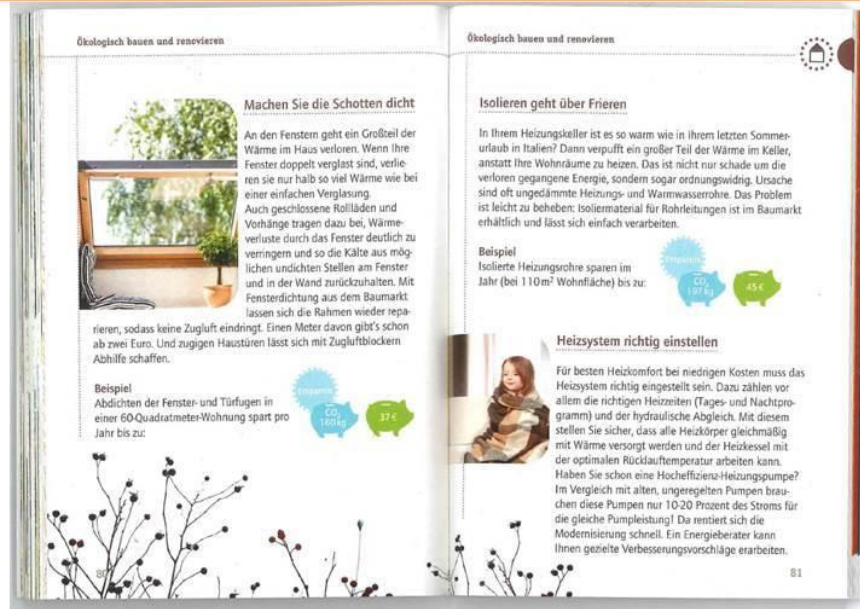 Ökologisch bauen und renovieren
Machen Sie die Schotten dicht
An den Fenstern geht ein Großteil der
Wärme im Haus verloren. Wenn Ihre
Fenster doppelt verglast sind, verlie-
ren sie nur halb so viel Wärme wie bei
einer einfachen Verglasung.
Auch geschlossene Rollläden und
Vorhänge tragen dazu bei, Wärme-
verluste durch das Fenster deutlich zu
verringern und so die Kälte aus mög-
lichen undichten Stellen am Fenster
und in der Wand zurückzuhalten. Mit
Fensterdichtung aus dem Baumarkt
lassen sich die Rahmen wieder repa-
rieren, sodass keine Zugluft eindringt. Einen Meter davon gibt's schon
ab zwei Euro. Und zugigen Haustüren lässt sich mit Zugluftblockern
Abhilfe schaffen.
Beispiel
Abdichten der Fenster- und Türfugen in
einer 60-Quadratmeter-Wohnung spart pro
Jahr bis zu:
Ersparnis
CO₂
160 kg
37 €
80
Ökologisch bauen und renovieren
Isolieren geht über Frieren
In Ihrem Heizungskeller ist es so warm wie in Ihrem letzten Sommer-
urlaub in Italien? Dann verpufft ein großer Teil der Wärme im Keller,
anstatt Ihre Wohnräume zu heizen. Das ist nicht nur schade um die
verloren gegangene Energie, sondern sogar ordnungswidrig. Ursache
sind oft ungedämmte Heizungs- und Warmwasserrohre. Das Problem
ist leicht zu beheben: Isoliermaterial für Rohrleitungen ist im Baumarkt
erhältlich und lässt sich einfach verarbeiten.
Beispiel
Isolierte Heizungsrohre sparen im
Jahr (bei 110 m² Wohnfläche) bis zu:
Ersparnis
CO₂
197 kg
45 €
Heizsystem richtig einstellen
Für besten Heizkomfort bei niedrigen Kosten muss das
Heizsystem richtig eingestellt sein. Dazu zählen vor
allem die richtigen Heizzeiten (Tages- und Nachtpro-
gramm) und der hydraulische Abgleich. Mit diesem
stellen Sie sicher, dass alle Heizkörper gleichmäßig
mit Wärme versorgt werden und der Heizkessel mit
der optimalen Rücklauftemperatur arbeiten kann.
Haben Sie schon eine Hocheffizienz-Heizungspumpe?
Im Vergleich mit alten, ungeregelten Pumpen brau-
chen diese Pumpen nur 10-20 Prozent des Stroms für
die gleiche Pumpleistung! Da rentiert sich die
Modernisierung schnell. Ein Energieberater kann
Ihnen gezielte Verbesserungsvorschläge erarbeiten.
81